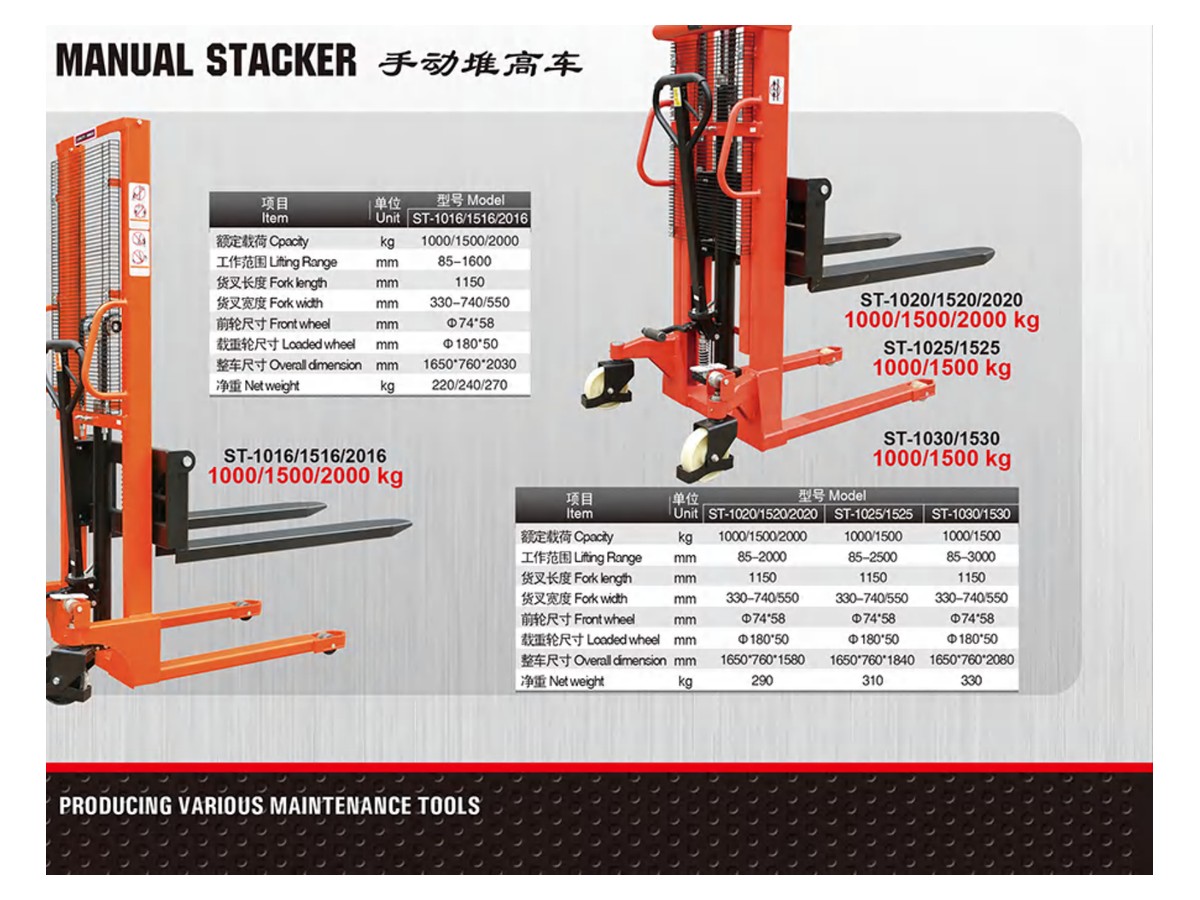 MANUAL STACKER 手动堆高车
项目 单位 型号 Model
Item Unit ST-1016/1516/2016
额定载荷 Cpacity kg 1000/1500/2000
工作范围 Lifting Range mm 85-1600
货叉长度 Fork length mm 1150
货叉宽度 Fork width mm 330-740/550
前轮尺寸 Front wheel mm Φ74*58
载重轮尺寸 Loaded wheel mm Φ180*50
整车尺寸 Overall dimension mm 1650*760*2030
净重 Net weight kg 220/240/270
ST-1016/1516/2016
1000/1500/2000 kg
ST-1020/1520/2020
1000/1500/2000 kg
ST-1025/1525
1000/1500 kg
ST-1030/1530
1000/1500 kg
项目 单位 型号 Model
Item Unit ST-1020/1520/2020 ST-1025/1525 ST-1030/1530
额定载荷 Cpacity kg 1000/1500/2000 1000/1500 1000/1500
工作范围 Lifting Range mm 85-2000 85-2500 85-3000
货叉长度 Fork length mm 1150 1150 1150
货叉宽度 Fork width mm 330-740/550 330-740/550 330-740/550
前轮尺寸 Front wheel mm Φ74*58 Φ74*58 Φ74*58
载重轮尺寸 Loaded wheel mm Φ180*50 Φ180*50 Φ180*50
整车尺寸 Overall dimension mm 1650*760*1580 1650*760*1840 1650*760*2080
净重 Net weight kg 290 310 330
PRODUCING VARIOUS MAINTENANCE TOOLS